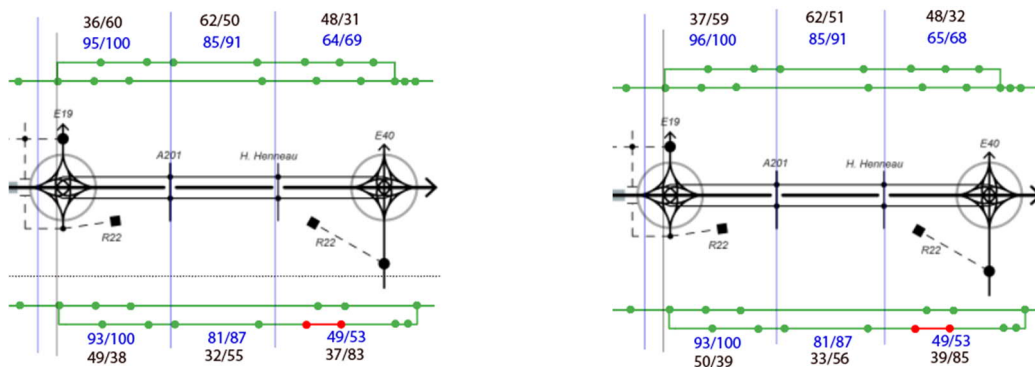 36/60 62/50 48/31
95/100 85/91 64/69
E19
E40
A201 H. Henneau
R22
R22
93/100 81/87 49/53
49/38 32/55 37/83
37/59 62/51 48/32
96/100 85/91 65/68
E19
E40
A201 H. Henneau
R22
R22
93/100 81/87 49/53
50/39 33/56 39/85